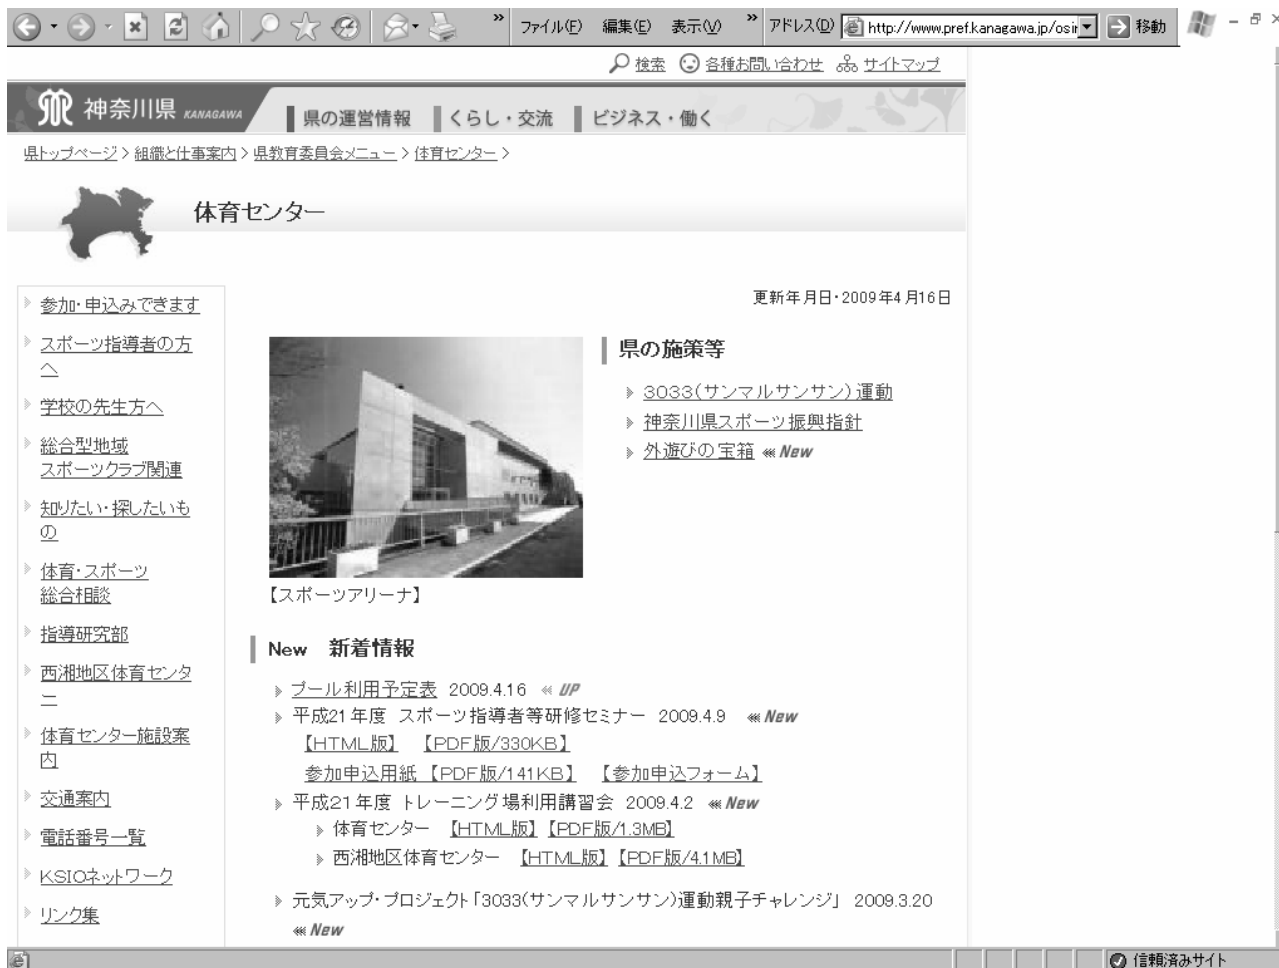 » ファイル(F) 編集(E) 表示(V) » アドレス(D) http://www.pref.kanagawa.jp/osir 移動
検索 各種お問い合わせ サイトマップ
神奈川県 KANAGAWA 県の運営情報 くらし・交流 ビジネス・働く
県トップページ > 組織と仕事案内 > 県教育委員会メニュー > 体育センター >
体育センター
更新年月日・2009年4月16日
参加・申込みできます
スポーツ指導者の方
へ
学校の先生方へ
総合型地域
スポーツクラブ関連
知りたい・探したいも
の
体育・スポーツ
総合相談
指導研究部
西湘地区体育センタ
ー
体育センター施設案
内
交通案内
電話番号一覧
KSIOネットワーク
リンク集
【スポーツアリーナ】
県の施策等
3033(サンマルサンサン)運動
神奈川県スポーツ振興指針
外遊びの宝箱 New
New 新着情報
プール利用予定表 2009.4.16 UP
平成21年度 スポーツ指導者等研修セミナー 2009.4.9 New
【HTML版】 【PDF版/330KB】
参加申込用紙【PDF版/141KB】 【参加申込フォーム】
平成21年度 トレーニング場利用講習会 2009.4.2 New
体育センター 【HTML版】【PDF版/1.3MB】
西湘地区体育センター 【HTML版】【PDF版/4.1MB】
元気アップ・プロジェクト「3033(サンマルサンサン)運動親子チャレンジ」 2009.3.20
New
信頼済みサイト